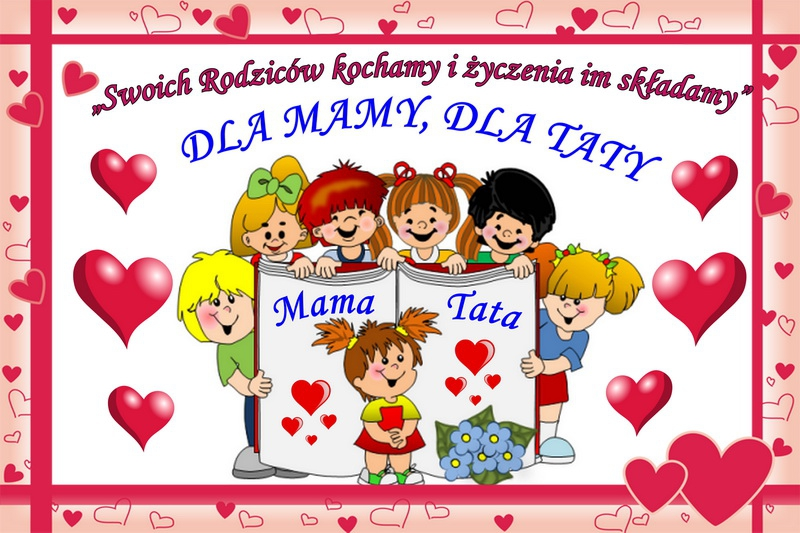 „Swoich Rodziców kochamy i życzenia im składamy”
DLA MAMY, DLA TATY
Mama
Tata